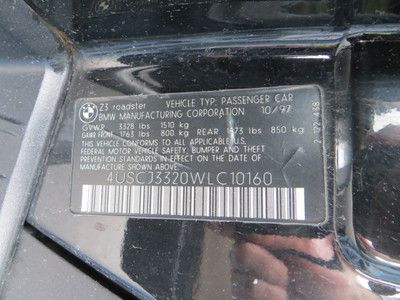 BMW
Z3 roadster VEHICLE TYP: PASSENGER CAR
BMW MANUFACTURING CORPORATION 10/97
GVWR 3328 lbs 1510 kg
GAWR FRONT 1763 lbs 800 kg REAR 1873 lbs 850 kg
THIS VEHICLE CONFORMS TO ALL APPLICABLE U.S.
FEDERAL MOTOR VEHICLE SAFETY, BUMPER AND THEFT
PREVENTION STANDARDS IN EFFECT ON THE DATE OF
MANUFACTURE SHOWN ABOVE.
4USCJ3320WLC10160